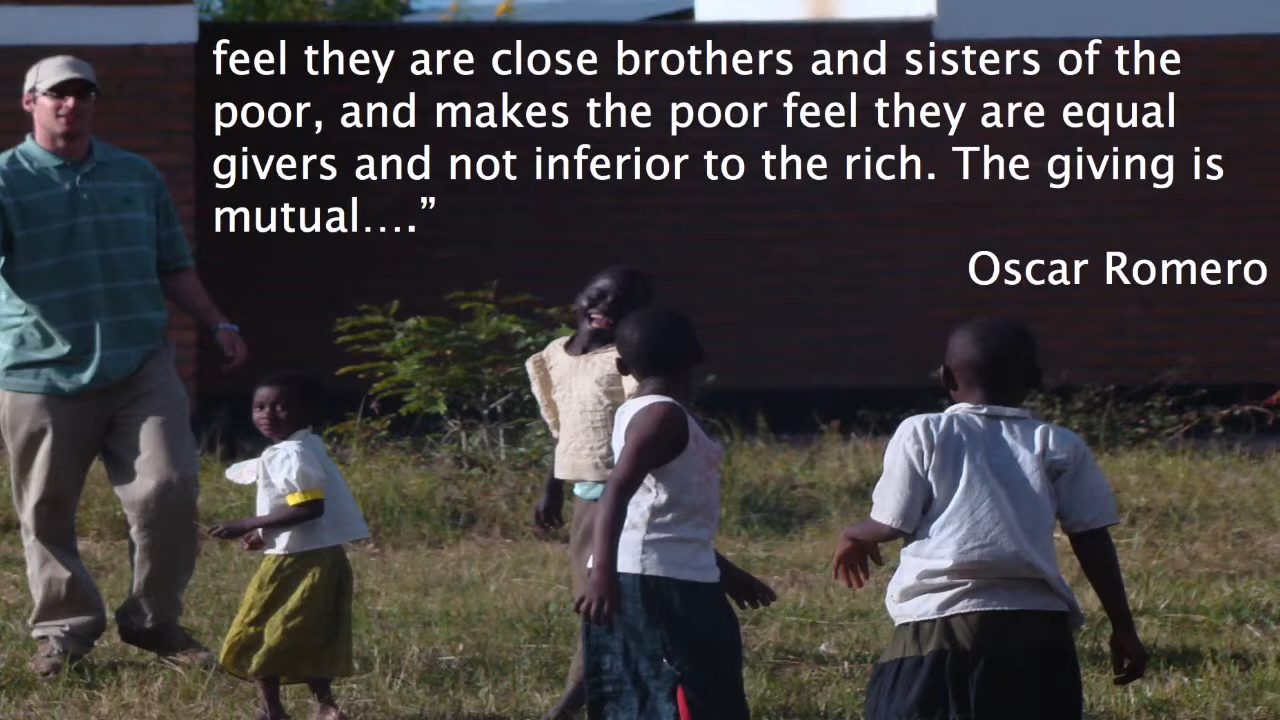 feel they are close brothers and sisters of the
poor, and makes the poor feel they are equal
givers and not inferior to the rich. The giving is
mutual….”
Oscar Romero